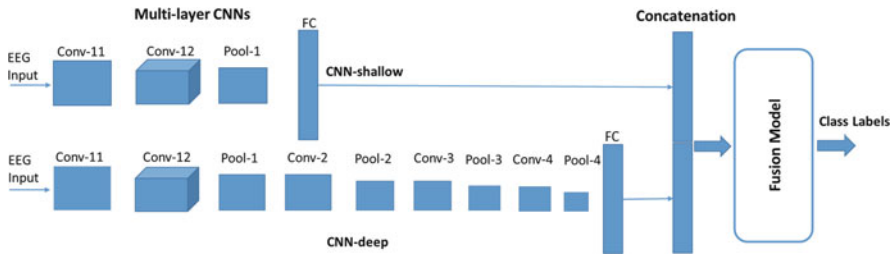 Multi-layer CNNs
FC
Concatenation
EEG
Input
Conv-11
Conv-12
Pool-1
CNN-shallow
Fusion Model
Class Labels
EEG
Input
Conv-11
Conv-12
Pool-1
Conv-2
Pool-2
Conv-3
Pool-3
Conv-4
Pool-4
FC
CNN-deep